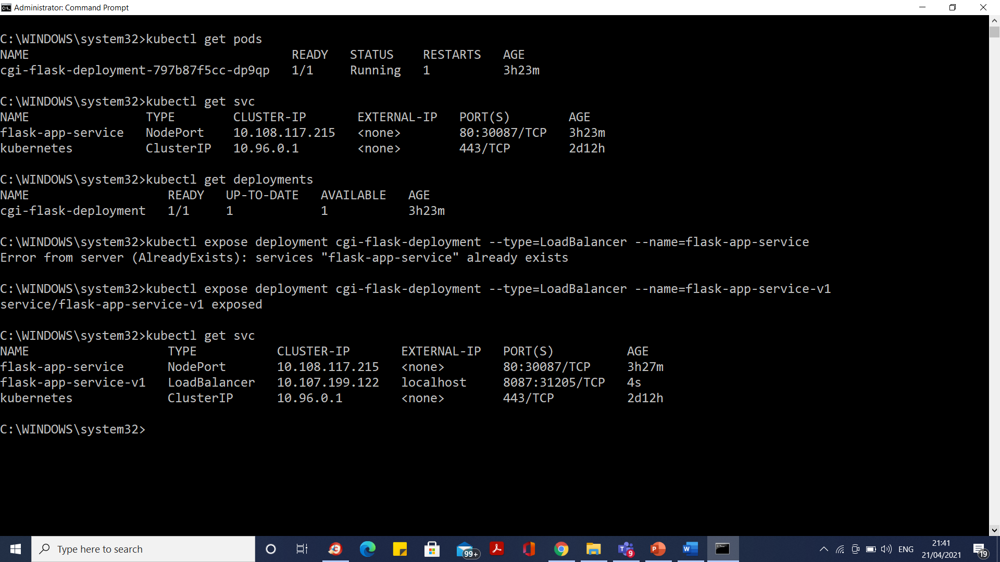 Administrator: Command Prompt
C:\WINDOWS\system32>kubectl get pods
NAME READY STATUS RESTARTS AGE
cgi-flask-deployment-797b87f5cc-dp9qp 1/1 Running 1 3h23m
C:\WINDOWS\system32>kubectl get svc
NAME TYPE CLUSTER-IP EXTERNAL-IP PORT(S) AGE
flask-app-service NodePort 10.108.117.215 <none> 80:30087/TCP 3h23m
kubernetes ClusterIP 10.96.0.1 <none> 443/TCP 2d12h
C:\WINDOWS\system32>kubectl get deployments
NAME READY UP-TO-DATE AVAILABLE AGE
cgi-flask-deployment 1/1 1 1 3h23m
C:\WINDOWS\system32>kubectl expose deployment cgi-flask-deployment --type=LoadBalancer --name=flask-app-service
Error from server (AlreadyExists): services "flask-app-service" already exists
C:\WINDOWS\system32>kubectl expose deployment cgi-flask-deployment --type=LoadBalancer --name=flask-app-service-v1
service/flask-app-service-v1 exposed
C:\WINDOWS\system32>kubectl get svc
NAME TYPE CLUSTER-IP EXTERNAL-IP PORT(S) AGE
flask-app-service NodePort 10.108.117.215 <none> 80:30087/TCP 3h27m
flask-app-service-v1 LoadBalancer 10.107.199.122 localhost 8087:31205/TCP 4s
kubernetes ClusterIP 10.96.0.1 <none> 443/TCP 2d12h
C:\WINDOWS\system32>
Type here to search
99+
9
ENG
21:41
21/04/2021
19